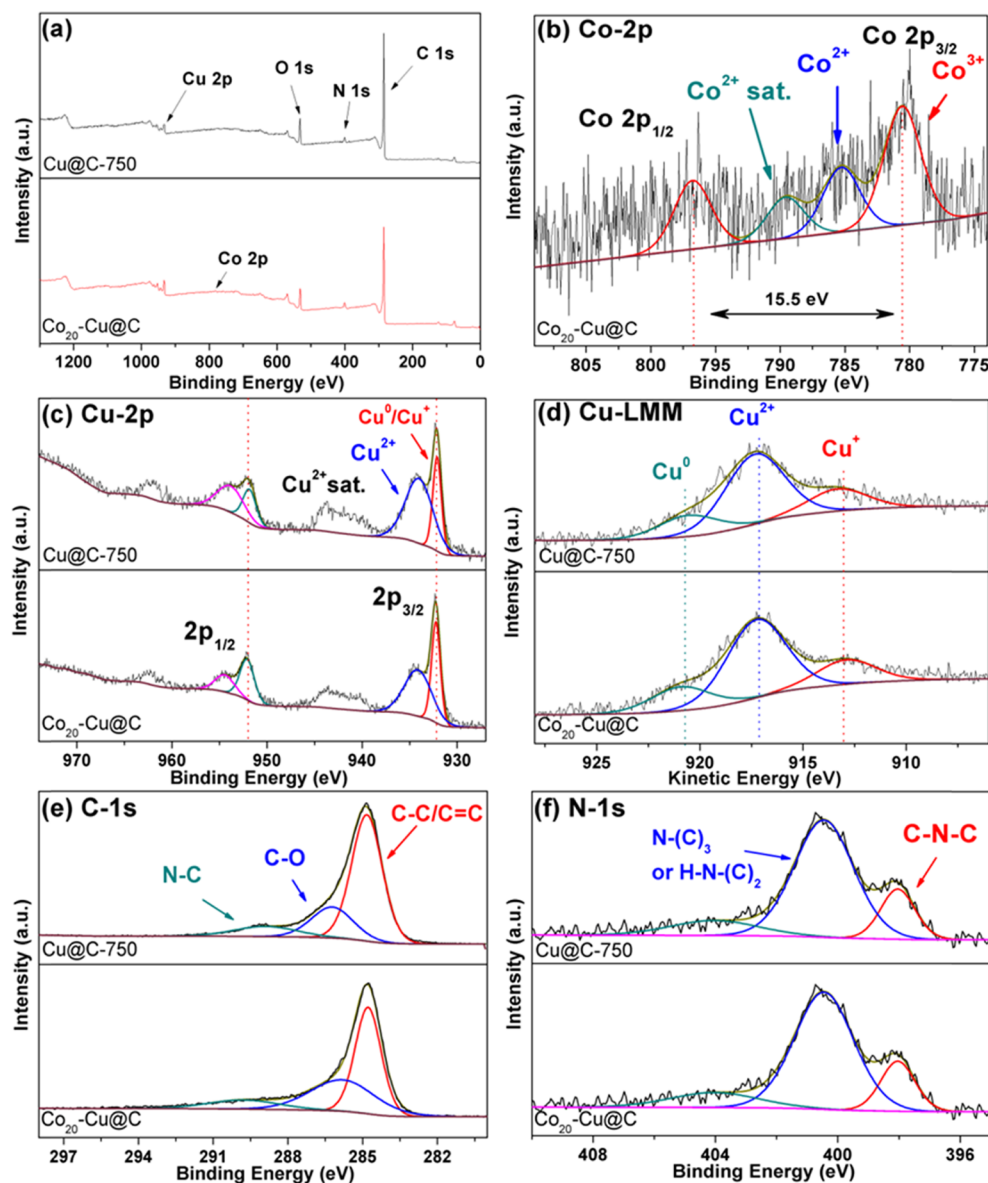 (a)
Cu 2p
O 1s
N 1s
C 1s
Cu@C-750
Co 2p
Co₂₀-Cu@C
Intensity (a.u.)
1200 1000 800 600 400 200 0
Binding Energy (eV)
(b) Co-2p
Co 2p₃/₂
Co³⁺
Co²⁺
Co²⁺ sat.
Co 2p₁/₂
15.5 eV
Co₂₀-Cu@C
Intensity (a.u.)
805 800 795 790 785 780 775
Binding Energy (eV)
(c) Cu-2p
Cu⁰/Cu⁺
Cu²⁺
Cu²⁺sat.
Cu@C-750
2p₃/₂
2p₁/₂
Co₂₀-Cu@C
Intensity (a.u.)
Intensity (a.u.)
970 960 950 940 930
Binding Energy (eV)
(d) Cu-LMM
Cu²⁺
Cu⁰
Cu⁺
Cu@C-750
Co₂₀-Cu@C
Intensity (a.u.)
925 920 915 910
Kinetic Energy (eV)
(e) C-1s
C-C/C=C
C-O
N-C
Cu@C-750
Co₂₀-Cu@C
Intensity (a.u.)
297 294 291 288 285 282
Binding Energy (eV)
(f) N-1s
N-(C)₃
or H-N-(C)₂
C-N-C
Cu@C-750
Co₂₀-Cu@C
Intensity (a.u.)
408 404 400 396
Binding Energy (eV)